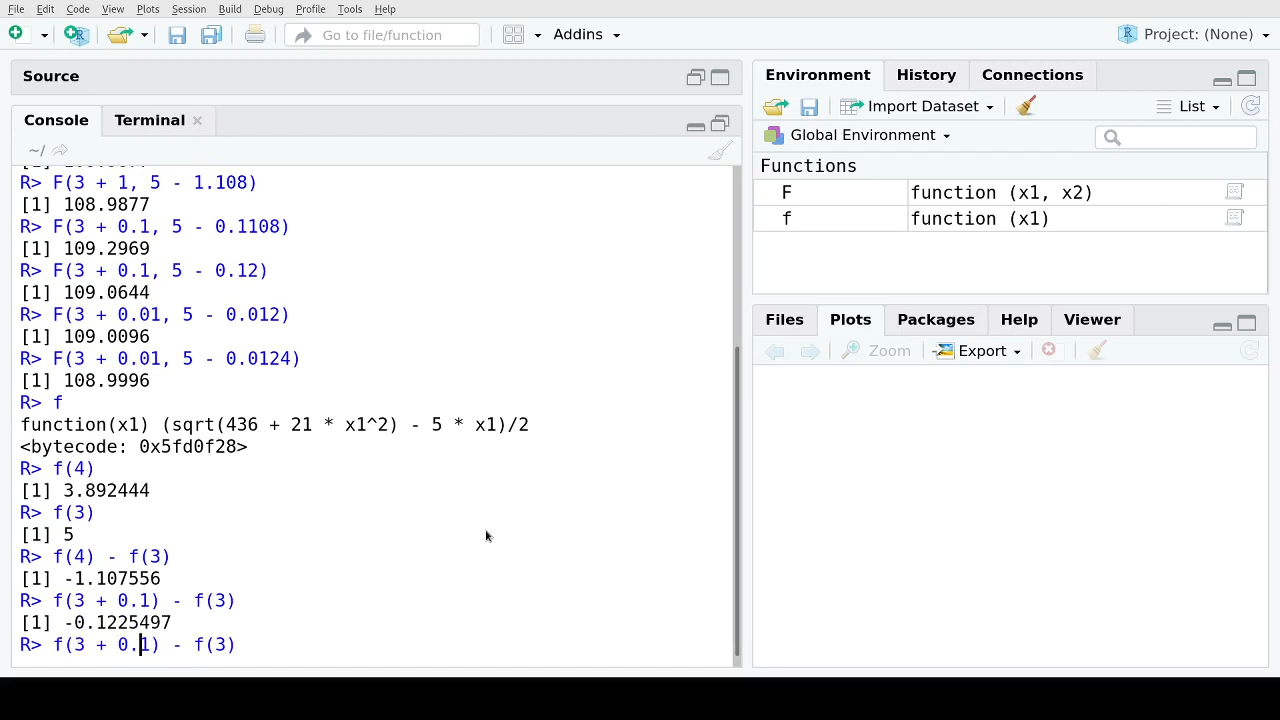 File Edit Code View Plots Session Build Debug Profile Tools Help
Go to file/function Addins Project: (None)
Source
Console Terminal
~/
R> F(3 + 1, 5 - 1.108)
[1] 108.9877
R> F(3 + 0.1, 5 - 0.1108)
[1] 109.2969
R> F(3 + 0.1, 5 - 0.12)
[1] 109.0644
R> F(3 + 0.01, 5 - 0.012)
[1] 109.0096
R> F(3 + 0.01, 5 - 0.0124)
[1] 108.9996
R> f
function(x1) (sqrt(436 + 21 * x1^2) - 5 * x1)/2
<bytecode: 0x5fd0f28>
R> f(4)
[1] 3.892444
R> f(3)
[1] 5
R> f(4) - f(3)
[1] -1.107556
R> f(3 + 0.1) - f(3)
[1] -0.1225497
R> f(3 + 0.1) - f(3)
Environment History Connections
Import Dataset List
Global Environment
Functions
F function (x1, x2)
f function (x1)
Files Plots Packages Help Viewer
Zoom Export